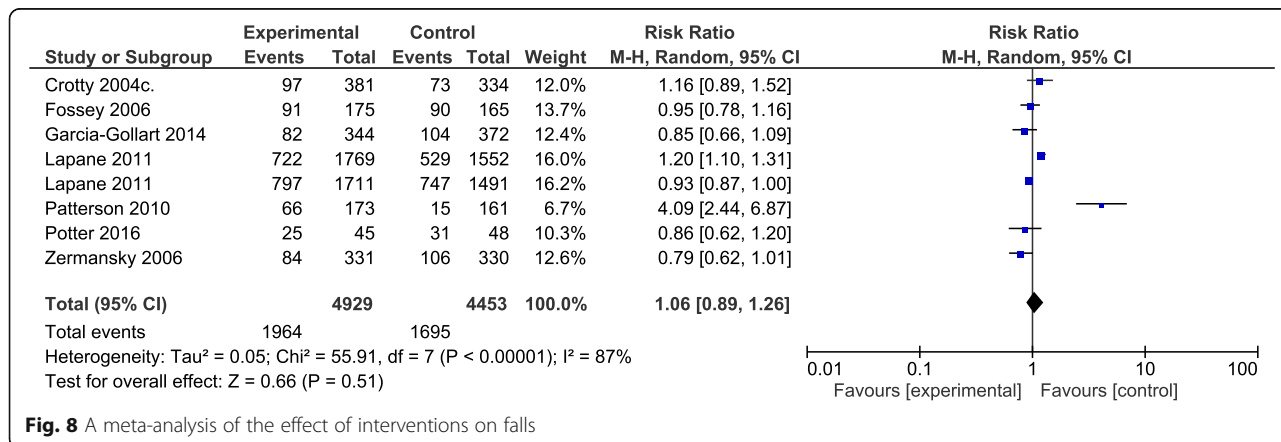 Experimental Control Risk Ratio Risk Ratio
Study or Subgroup Events Total Events Total Weight M-H, Random, 95% CI M-H, Random, 95% CI
Crotty 2004c. 97 381 73 334 12.0% 1.16 [0.89, 1.52]
Fossey 2006 91 175 90 165 13.7% 0.95 [0.78, 1.16]
Garcia-Gollart 2014 82 344 104 372 12.4% 0.85 [0.66, 1.09]
Lapane 2011 722 1769 529 1552 16.0% 1.20 [1.10, 1.31]
Lapane 2011 797 1711 747 1491 16.2% 0.93 [0.87, 1.00]
Patterson 2010 66 173 15 161 6.7% 4.09 [2.44, 6.87]
Potter 2016 25 45 31 48 10.3% 0.86 [0.62, 1.20]
Zermansky 2006 84 331 106 330 12.6% 0.79 [0.62, 1.01]
Total (95% CI) 4929 4453 100.0% 1.06 [0.89, 1.26]
Total events 1964 1695
Heterogeneity: Tau² = 0.05; Chi² = 55.91, df = 7 (P < 0.00001); I² = 87%
Test for overall effect: Z = 0.66 (P = 0.51)
0.01 0.1 1 10 100
Favours [experimental] Favours [control]
Fig. 8 A meta-analysis of the effect of interventions on falls